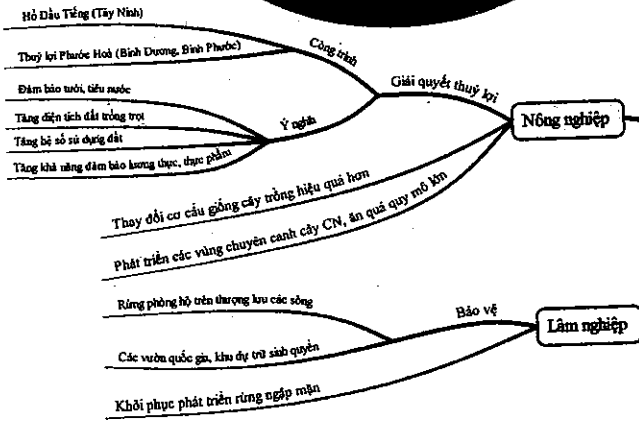 Hồ Dầu Tiếng (Tây Ninh)
Thuỷ lợi Phước Hoà (Bình Dương, Bình Phước)
Công trình
Đảm bảo tưới, tiêu nước
Tăng diện tích đất trồng trọt
Tăng hệ số sử dụng đất
Tăng khả năng đảm bảo lương thực, thực phẩm
Ý nghĩa
Giải quyết thuỷ lợi
Nông nghiệp
Thay đổi cơ cấu giống cây trồng hiệu quả hơn
Phát triển các vùng chuyên canh cây CN, ăn quả quy mô lớn
Rừng phòng hộ trên thượng lưu các sông
Các vườn quốc gia, khu dự trữ sinh quyển
Bảo vệ
Lâm nghiệp
Khôi phục phát triển rừng ngập mặn